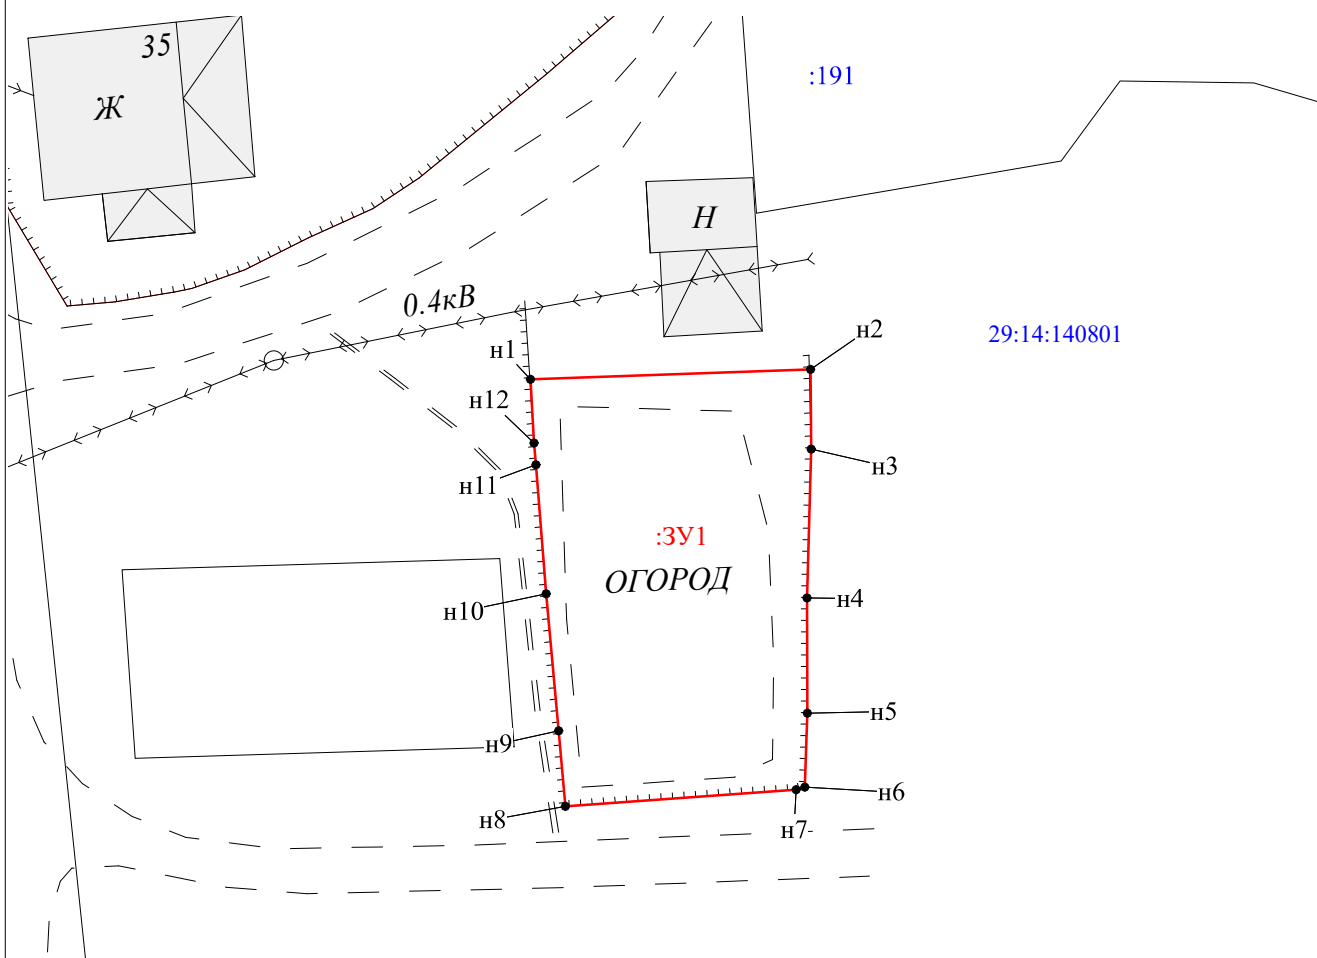 35
:191
Ж
Н
0.4кВ
29:14:140801
н1
н2
н12
н3
н11
:ЗУ1
ОГОРОД
н10
н4
н9
н5
н8
н6
н7